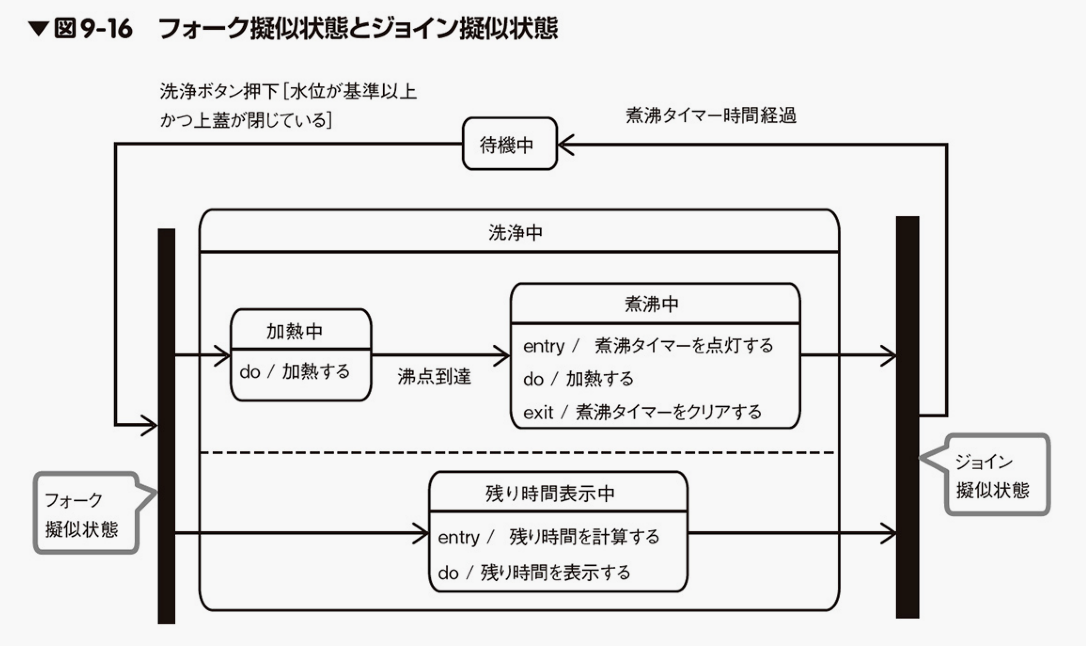 ▼図9-16 フォーク擬似状態とジョイン擬似状態
洗浄ボタン押下[水位が基準以上
かつ上蓋が閉じている]
待機中
煮沸タイマー時間経過
洗浄中
加熱中
do / 加熱する
沸点到達
煮沸中
entry / 煮沸タイマーを点灯する
do / 加熱する
exit / 煮沸タイマーをクリアする
残り時間表示中
entry / 残り時間を計算する
do / 残り時間を表示する
フォーク
擬似状態
ジョイン
擬似状態